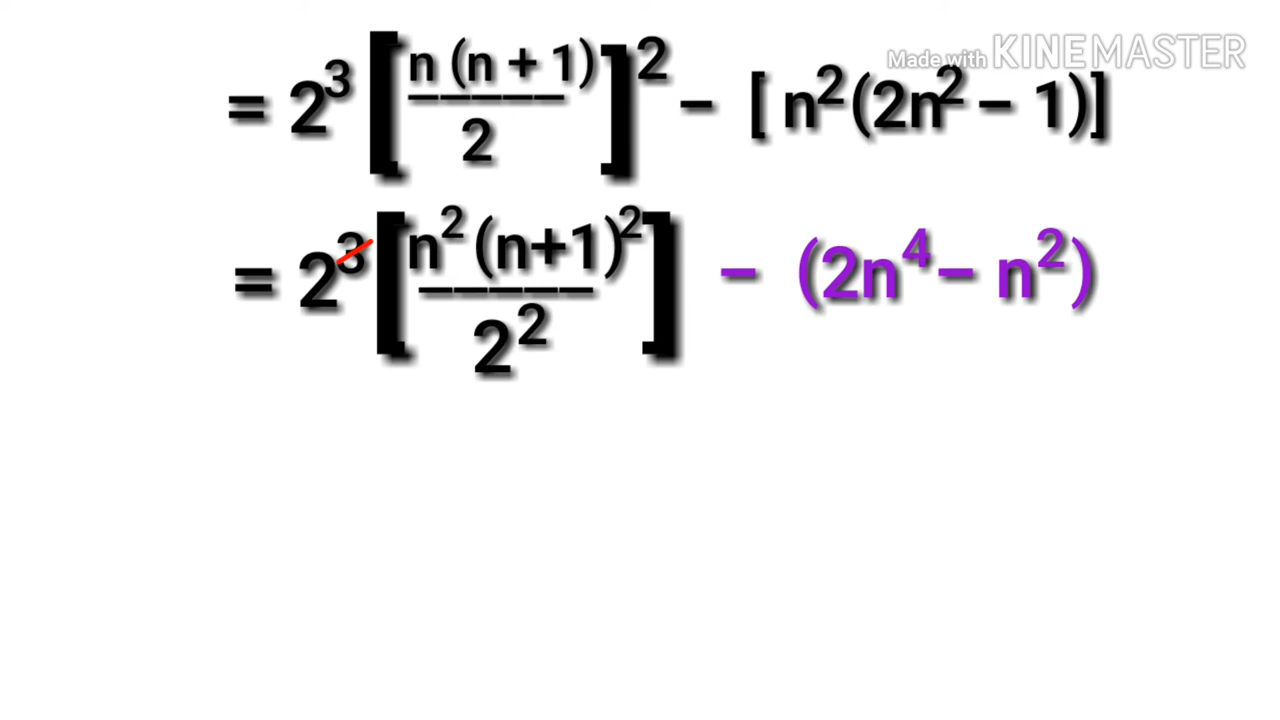 Made with KINEMASTER
= 2³ [ n (n + 1) / 2 ]² − [ n²(2n² − 1)]
= 2³ [ n² (n+1)² / 2² ] − (2n⁴ − n²)